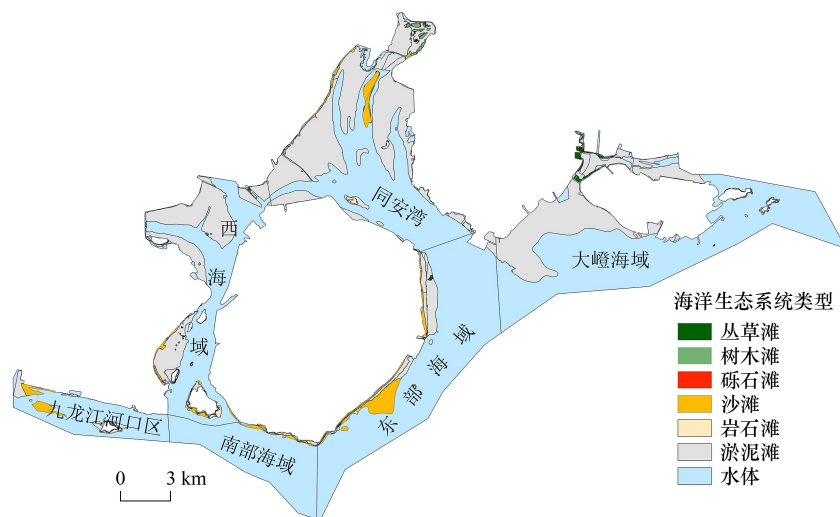 同安湾
西海域
大嶝海域
东部海域
九龙江河口区
南部海域
0 3 km
海洋生态系统类型
丛草滩
树木滩
砾石滩
沙滩
岩石滩
淤泥滩
水体